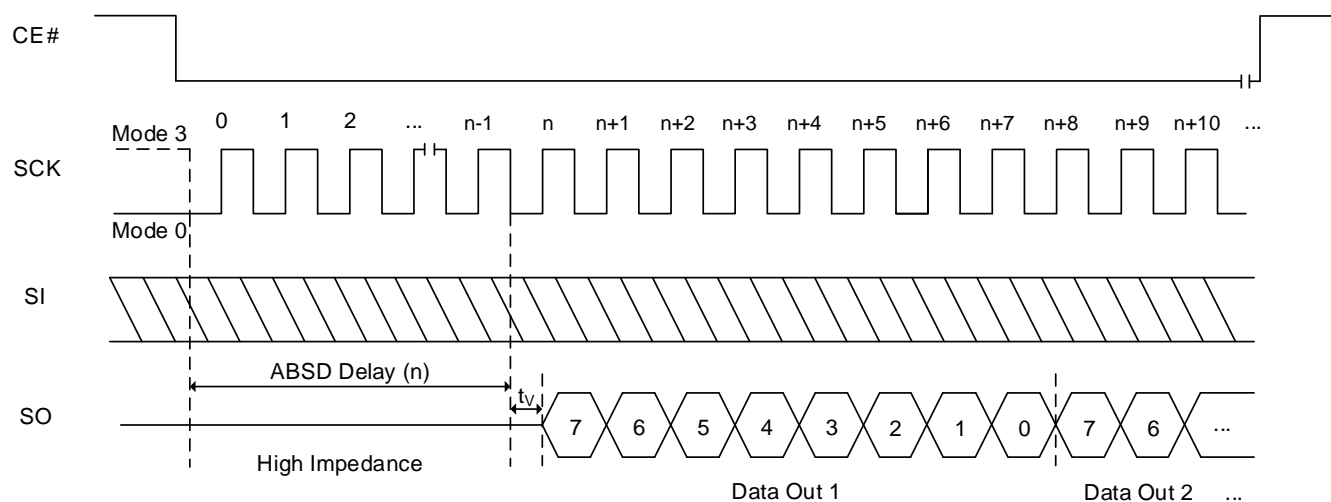 CE#
0 1 2 ... n-1 n n+1 n+2 n+3 n+4 n+5 n+6 n+7 n+8 n+9 n+10 ...
Mode 3
SCK
Mode 0
SI
ABSD Delay (n)
tV
SO
7 6 5 4 3 2 1 0 7 6 ...
High Impedance
Data Out 1 Data Out 2 ...